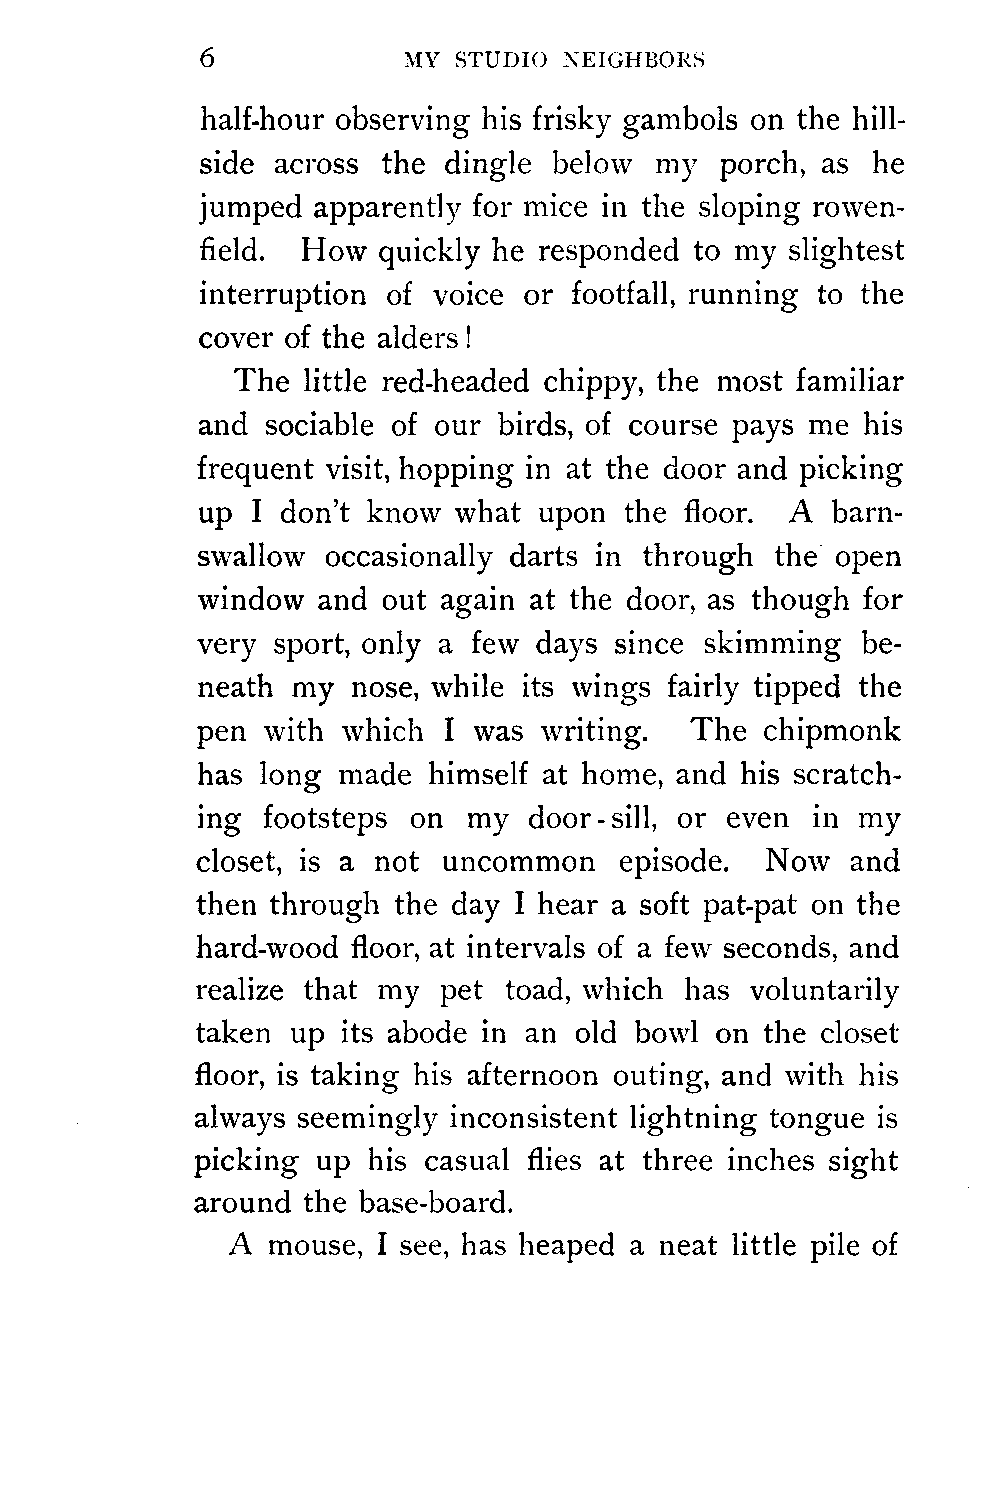 6 MY STUDIO NEIGHBORS
half-hour observing his frisky gambols on the hill-
side across the dingle below my porch, as he
jumped apparently for mice in the sloping rowen-
field. How quickly he responded to my slightest
interruption of voice or footfall, running to the
cover of the alders!
The little red-headed chippy, the most familiar
and sociable of our birds, of course pays me his
frequent visit, hopping in at the door and picking
up I don't know what upon the floor. A barn-
swallow occasionally darts in through the open
window and out again at the door, as though for
very sport, only a few days since skimming be-
neath my nose, while its wings fairly tipped the
pen with which I was writing. The chipmonk
has long made himself at home, and his scratch-
ing footsteps on my door-sill, or even in my
closet, is a not uncommon episode. Now and
then through the day I hear a soft pat-pat on the
hard-wood floor, at intervals of a few seconds, and
realize that my pet toad, which has voluntarily
taken up its abode in an old bowl on the closet
floor, is taking his afternoon outing, and with his
always seemingly inconsistent lightning tongue is
picking up his casual flies at three inches sight
around the base-board.
A mouse, I see, has heaped a neat little pile of